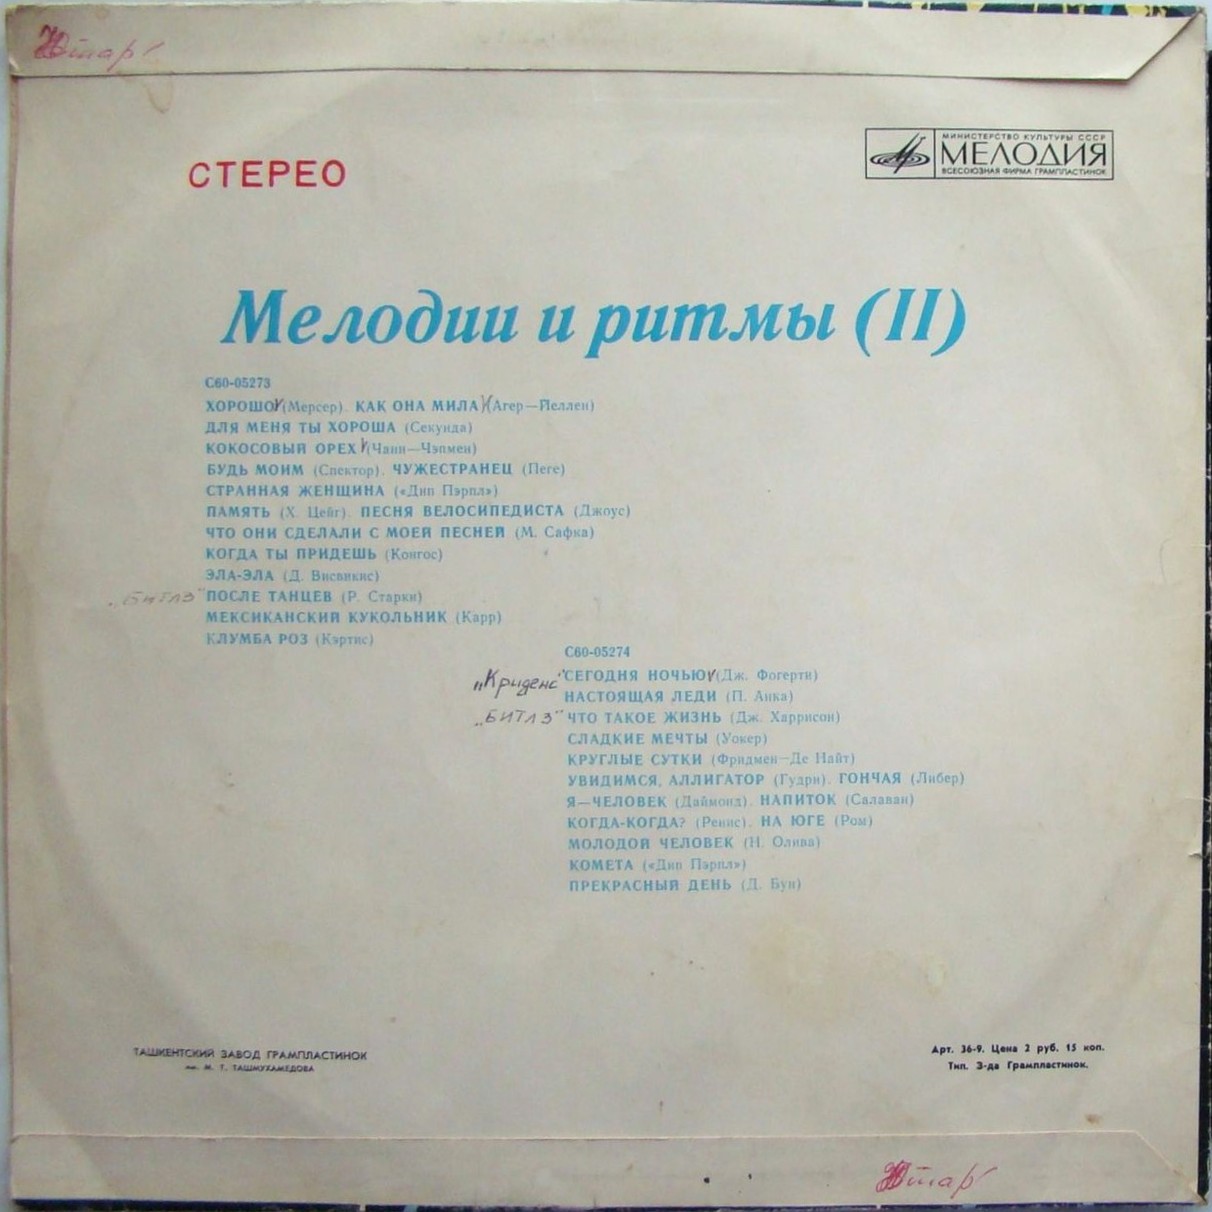 СТЕРЕО
МИНИСТЕРСТВО КУЛЬТУРЫ СССР
МЕЛОДИЯ
ВСЕСОЮЗНАЯ ФИРМА ГРАМПЛАСТИНОК
Мелодии и ритмы (II)
С60-05273
ХОРОШО (Мерсер). КАК ОНА МИЛА (Агер—Йеллен)
ДЛЯ МЕНЯ ТЫ ХОРОША (Секунда)
КОКОСОВЫЙ ОРЕХ (Чанн—Чэпмен)
БУДЬ МОИМ (Спектор). ЧУЖЕСТРАНЕЦ (Пеге)
СТРАННАЯ ЖЕНЩИНА («Дип Пэрпл»)
ПАМЯТЬ (Х. Цейг). ПЕСНЯ ВЕЛОСИПЕДИСТА (Джоус)
ЧТО ОНИ СДЕЛАЛИ С МОЕЙ ПЕСНЕЙ (М. Сафка)
КОГДА ТЫ ПРИДЕШЬ (Конгос)
ЭЛА-ЭЛА (Д. Висвикис)
„БИТЛЗ" ПОСЛЕ ТАНЦЕВ (Р. Старки)
МЕКСИКАНСКИЙ КУКОЛЬНИК (Карр)
КЛУМБА РОЗ (Кэртис)
С60-05274
„Криденс" СЕГОДНЯ НОЧЬЮ (Дж. Фогерти)
НАСТОЯЩАЯ ЛЕДИ (П. Анка)
„БИТЛЗ" ЧТО ТАКОЕ ЖИЗНЬ (Дж. Харрисон)
СЛАДКИЕ МЕЧТЫ (Уокер)
КРУГЛЫЕ СУТКИ (Фридмен—Де Найт)
УВИДИМСЯ, АЛЛИГАТОР (Гудри). ГОНЧАЯ (Либер)
Я—ЧЕЛОВЕК (Даймонд). НАПИТОК (Салаван)
КОГДА-КОГДА? (Ренис). НА ЮГЕ (Ром)
МОЛОДОЙ ЧЕЛОВЕК (Н. Олива)
КОМЕТА («Дип Пэрпл»)
ПРЕКРАСНЫЙ ДЕНЬ (Д. Бун)
ТАШКЕНТСКИЙ ЗАВОД ГРАМПЛАСТИНОК
им. М. Т. ТАШМУХАМЕДОВА
Арт. 36-9. Цена 2 руб. 15 коп.
Тип. З-да Грампластинок.